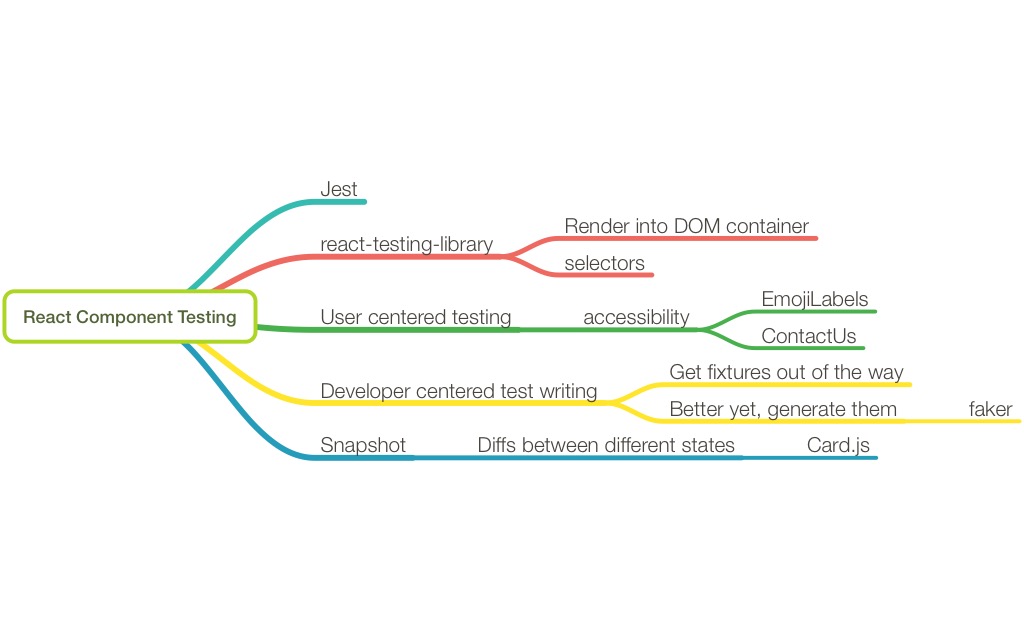 React Component Testing
Jest
react-testing-library
Render into DOM container
selectors
User centered testing
accessibility
EmojiLabels
ContactUs
Developer centered test writing
Get fixtures out of the way
Better yet, generate them
faker
Snapshot
Diffs between different states
Card.js